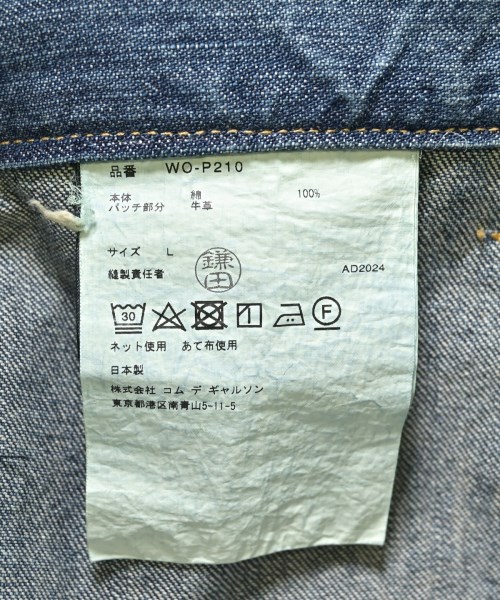 品番 WO-P210
本体 綿 100%
パッチ部分 牛革
サイズ L
縫製責任者 鎌田
AD2024
30 F
ネット使用 あて布使用
日本製
株式会社 コム デ ギャルソン
東京都港区南青山5-11-5